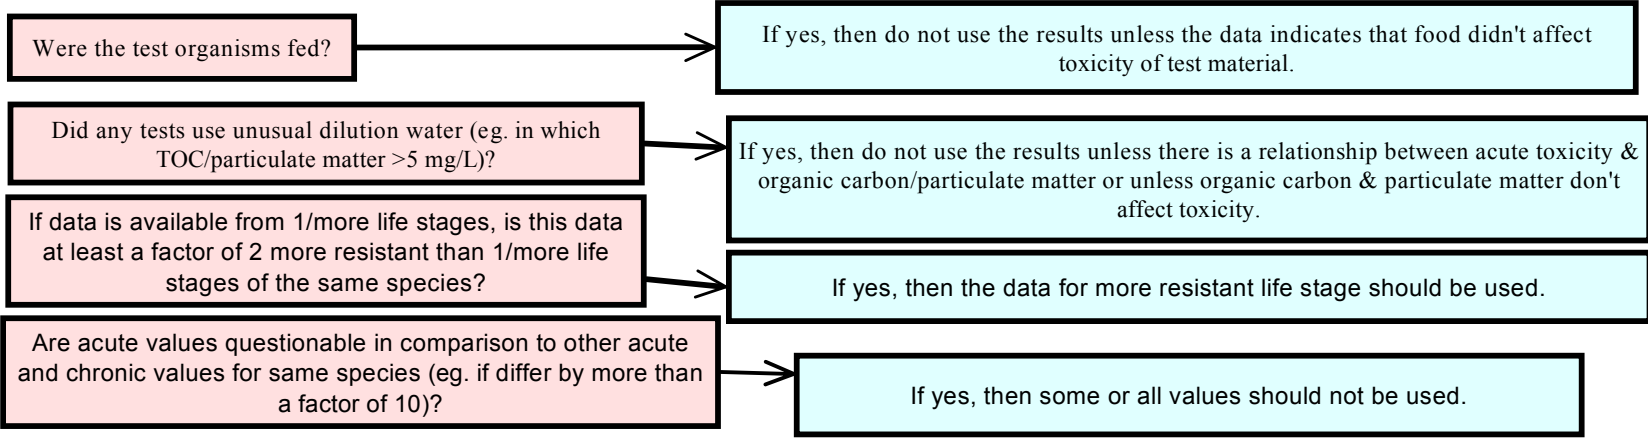 Were the test organisms fed?
If yes, then do not use the results unless the data indicates that food didn't affect
toxicity of test material.
Did any tests use unusual dilution water (eg. in which
TOC/particulate matter >5 mg/L)?
If yes, then do not use the results unless there is a relationship between acute toxicity &
organic carbon/particulate matter or unless organic carbon & particulate matter don't
affect toxicity.
If data is available from 1/more life stages, is this data
at least a factor of 2 more resistant than 1/more life
stages of the same species?
If yes, then the data for more resistant life stage should be used.
Are acute values questionable in comparison to other acute
and chronic values for same species (eg. if differ by more than
a factor of 10)?
If yes, then some or all values should not be used.